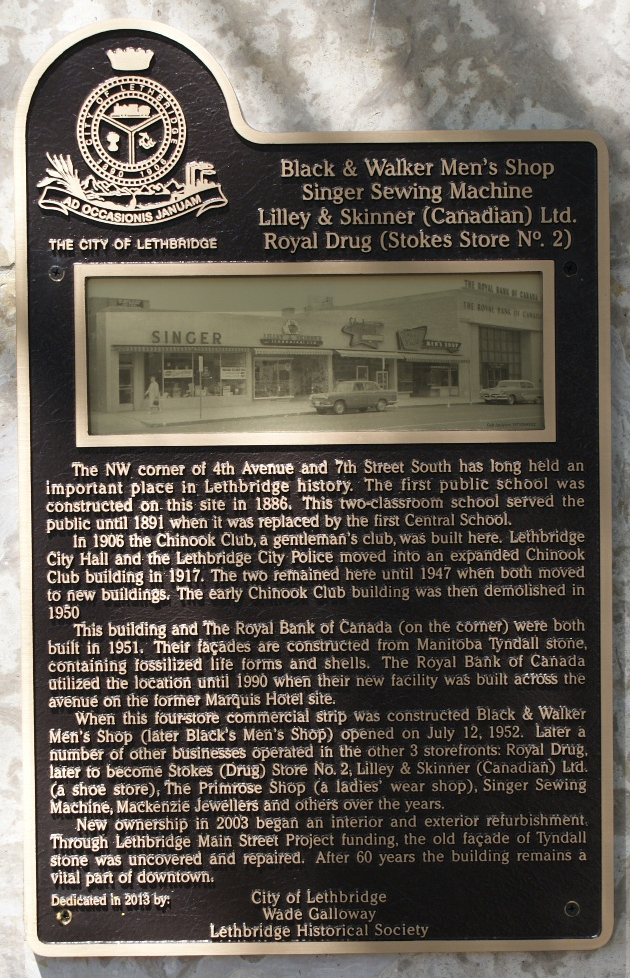 CITY OF LETHBRIDGE
1890 1906
AD OCCASIONIS JANUAM
THE CITY OF LETHBRIDGE
Black & Walker Men's Shop
Singer Sewing Machine
Lilley & Skinner (Canadian) Ltd.
Royal Drug (Stokes Store Nº. 2)
THE ROYAL BANK OF CANADA
THE ROYAL BANK OF CANADA
SINGER
MEN'S SHOP
The NW corner of 4th Avenue and 7th Street South has long held an
important place in Lethbridge history. The first public school was
constructed on this site in 1886. This two-classroom school served the
public until 1891 when it was replaced by the first Central School.
In 1906 the Chinook Club, a gentleman's club, was built here. Lethbridge
City Hall and the Lethbridge City Police moved into an expanded Chinook
Club building in 1917. The two remained here until 1947 when both moved
to new buildings. The early Chinook Club building was then demolished in
1950
This building and The Royal Bank of Canada (on the corner) were both
built in 1951. Their façades are constructed from Manitoba Tyndall stone,
containing fossilized life forms and shells. The Royal Bank of Canada
utilized the location until 1990 when their new facility was built across the
avenue on the former Marquis Hotel site.
When this four-store commercial strip was constructed Black & Walker
Men's Shop (later Black's Men's Shop) opened on July 12, 1952. Later a
number of other businesses operated in the other 3 storefronts: Royal Drug,
later to become Stokes (Drug) Store No. 2, Lilley & Skinner (Canadian) Ltd.
(a shoe store), The Primrose Shop (a ladies' wear shop), Singer Sewing
Machine, Mackenzie Jewellers and others over the years.
New ownership in 2003 began an interior and exterior refurbishment.
Through Lethbridge Main Street Project funding, the old façade of Tyndall
stone was uncovered and repaired. After 60 years the building remains a
vital part of downtown.
Dedicated in 2013 by:
City of Lethbridge
Wade Galloway
Lethbridge Historical Society